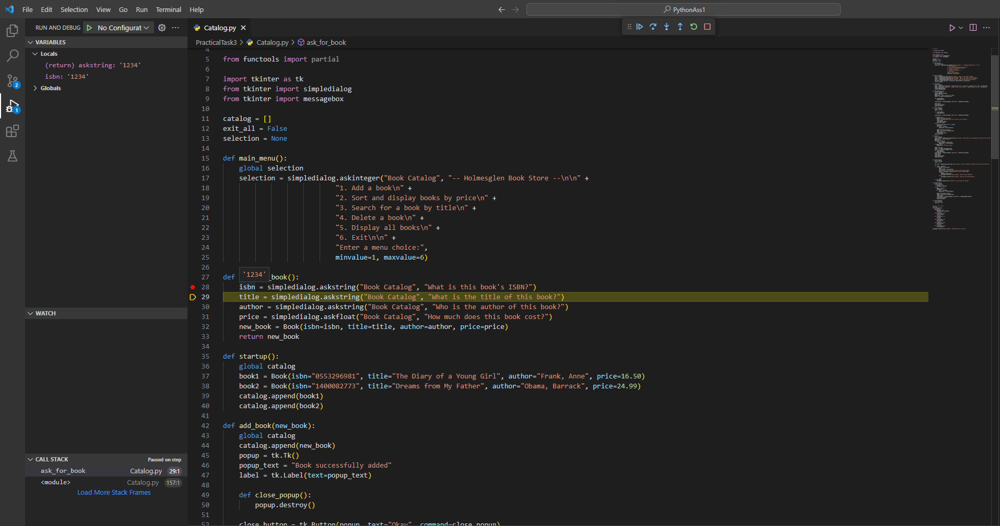 File Edit Selection View Go Run Terminal Help
PythonAss1
RUN AND DEBUG No Configurat
Catalog.py
VARIABLES
Locals
(return) askstring: '1234'
isbn: '1234'
Globals
WATCH
CALL STACK Paused on step
ask_for_book Catalog.py 29:1
<module> Catalog.py 157:1
Load More Stack Frames
2
1
PracticalTask3 > Catalog.py > ask_for_book
4
5 from functools import partial
6
7 import tkinter as tk
8 from tkinter import simpledialog
9 from tkinter import messagebox
10
11 catalog = []
12 exit_all = False
13 selection = None
14
15 def main_menu():
16 global selection
17 selection = simpledialog.askinteger("Book Catalog", "-- Holmesglen Book Store --\n\n" +
18 "1. Add a book\n" +
19 "2. Sort and display books by price\n" +
20 "3. Search for a book by title\n" +
21 "4. Delete a book\n" +
22 "5. Display all books\n" +
23 "6. Exit\n\n" +
24 "Enter a menu choice:",
25 minvalue=1, maxvalue=6)
26
27 def '1234' _book():
28 isbn = simpledialog.askstring("Book Catalog", "What is this book's ISBN?")
29 title = simpledialog.askstring("Book Catalog", "What is the title of this book?")
30 author = simpledialog.askstring("Book Catalog", "Who is the author of this book?")
31 price = simpledialog.askfloat("Book Catalog", "How much does this book cost?")
32 new_book = Book(isbn=isbn, title=title, author=author, price=price)
33 return new_book
34
35 def startup():
36 global catalog
37 book1 = Book(isbn="0553296981", title="The Diary of a Young Girl", author="Frank, Anne", price=16.50)
38 book2 = Book(isbn="1400082773", title="Dreams from My Father", author="Obama, Barrack", price=24.99)
39 catalog.append(book1)
40 catalog.append(book2)
41
42 def add_book(new_book):
43 global catalog
44 catalog.append(new_book)
45 popup = tk.Tk()
46 popup_text = "Book successfully added"
47 label = tk.Label(text=popup_text)
48
49 def close_popup():
50 popup.destroy()
51
52 close_button = tk.Button(popup, text="Okay", command=close_popup)